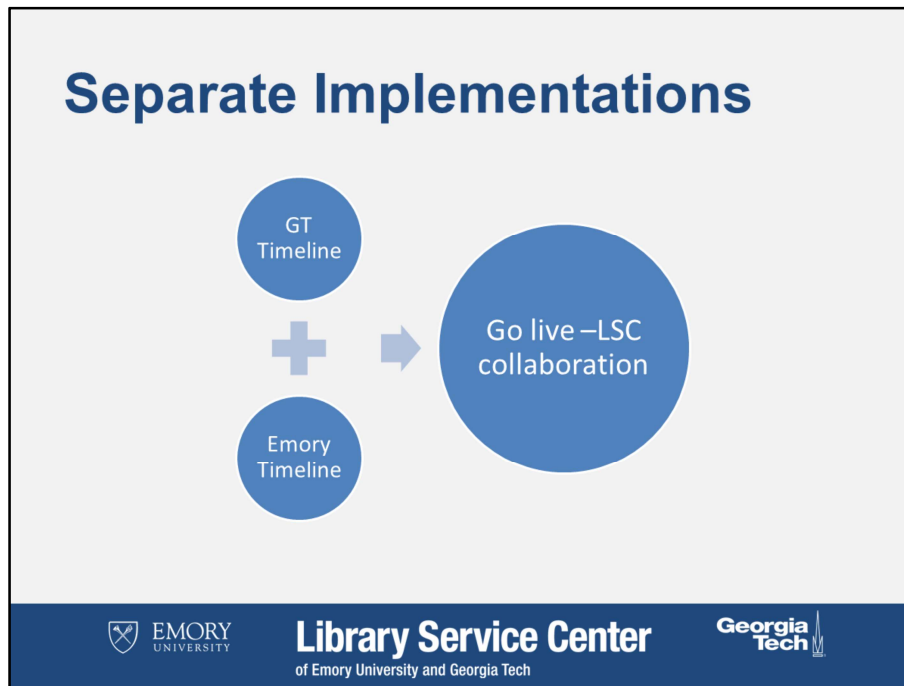 Separate Implementations
GT
Timeline
Emory
Timeline
Go live –LSC
collaboration
EMORY
UNIVERSITY
Library Service Center
of Emory University and Georgia Tech
Georgia
Tech